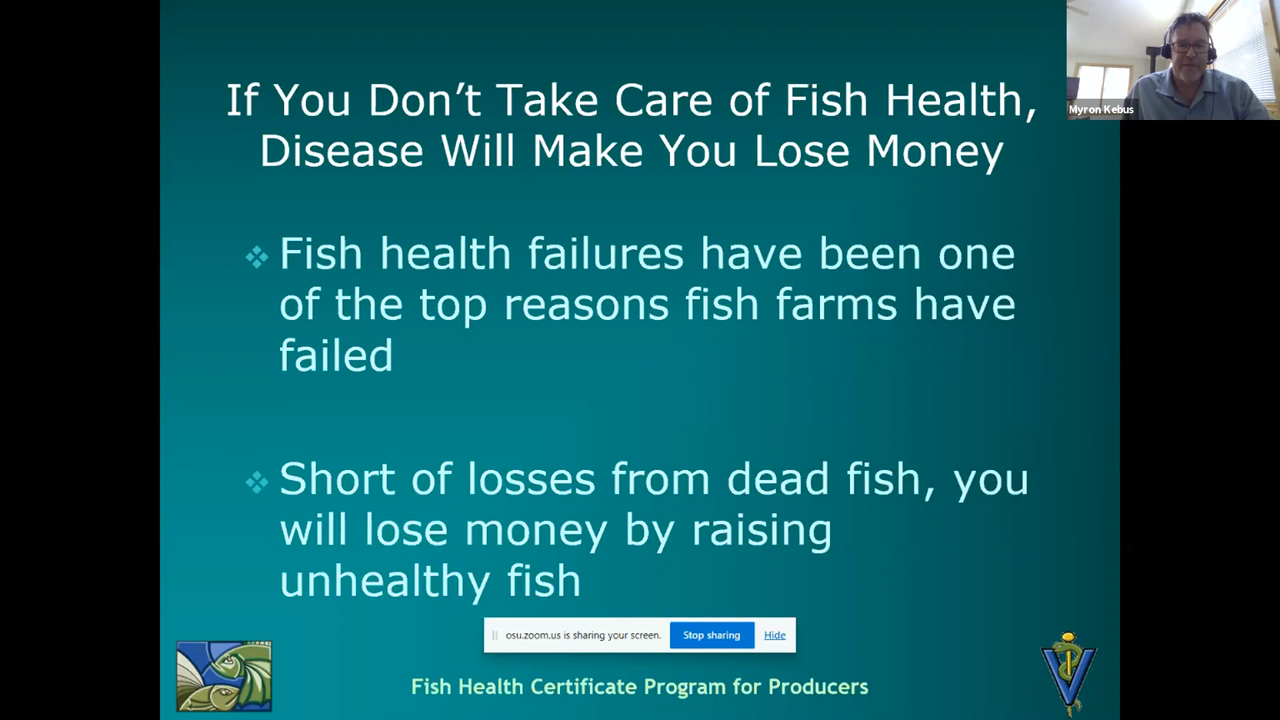 If You Don't Take Care of Fish Health,
Disease Will Make You Lose Money
Myron Kebus
Fish health failures have been one
of the top reasons fish farms have
failed
Short of losses from dead fish, you
will lose money by raising
unhealthy fish
osu.zoom.us is sharing your screen. Stop sharing Hide
Fish Health Certificate Program for Producers
V